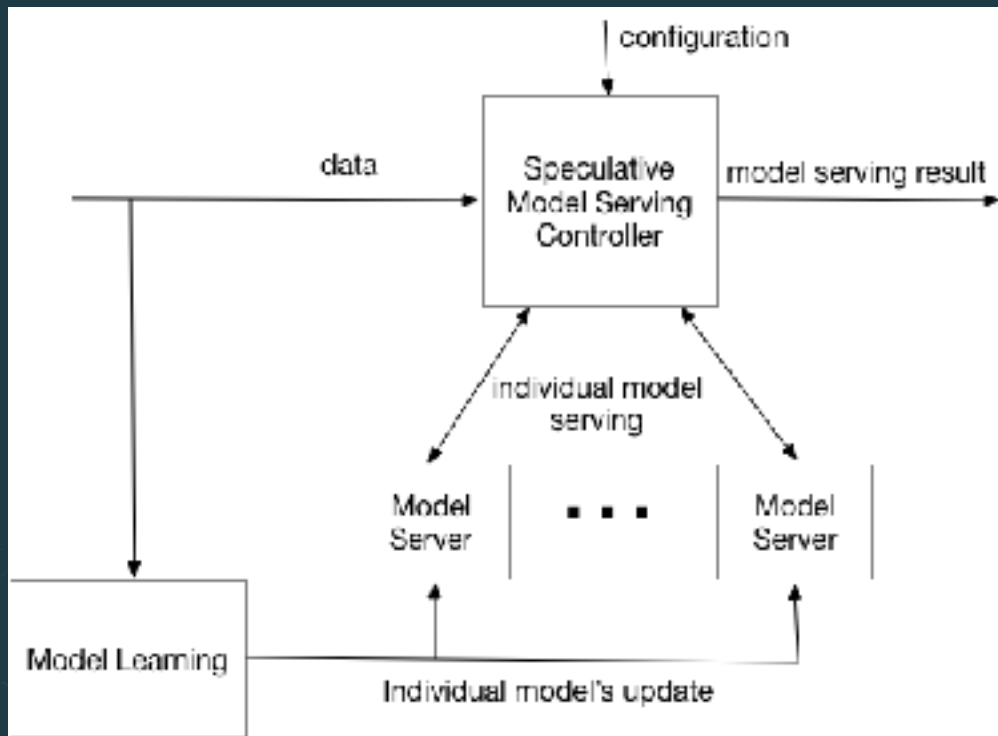 configuration
data
Speculative
Model Serving
Controller
model serving result
individual model
serving
Model
Server
. . .
Model
Server
Model Learning
Individual model's update